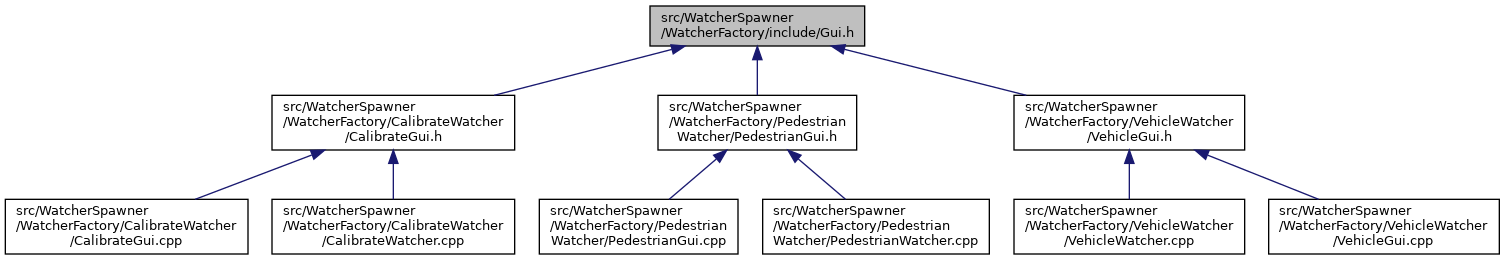 src/WatcherSpawner
/WatcherFactory/include/Gui.h
src/WatcherSpawner
/WatcherFactory/CalibrateWatcher
/CalibrateGui.h
src/WatcherSpawner
/WatcherFactory/Pedestrian
Watcher/PedestrianGui.h
src/WatcherSpawner
/WatcherFactory/VehicleWatcher
/VehicleGui.h
src/WatcherSpawner
/WatcherFactory/CalibrateWatcher
/CalibrateGui.cpp
src/WatcherSpawner
/WatcherFactory/CalibrateWatcher
/CalibrateWatcher.cpp
src/WatcherSpawner
/WatcherFactory/Pedestrian
Watcher/PedestrianGui.cpp
src/WatcherSpawner
/WatcherFactory/Pedestrian
Watcher/PedestrianWatcher.cpp
src/WatcherSpawner
/WatcherFactory/VehicleWatcher
/VehicleWatcher.cpp
src/WatcherSpawner
/WatcherFactory/VehicleWatcher
/VehicleGui.cpp